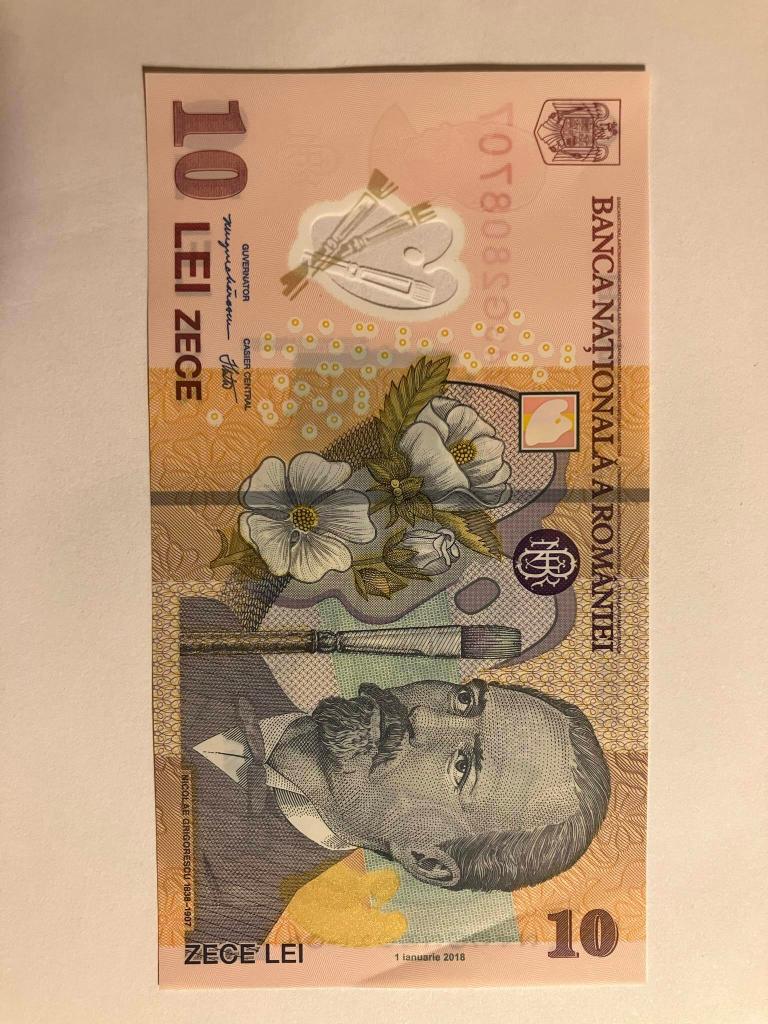 BANCA NAȚIONALĂ A ROMÂNIEI
10
LEI ZECE
GUVERNATOR
CASIER CENTRAL
BNR
NICOLAE GRIGORESCU 1838-1907
ZECE LEI
1 ianuarie 2018
10